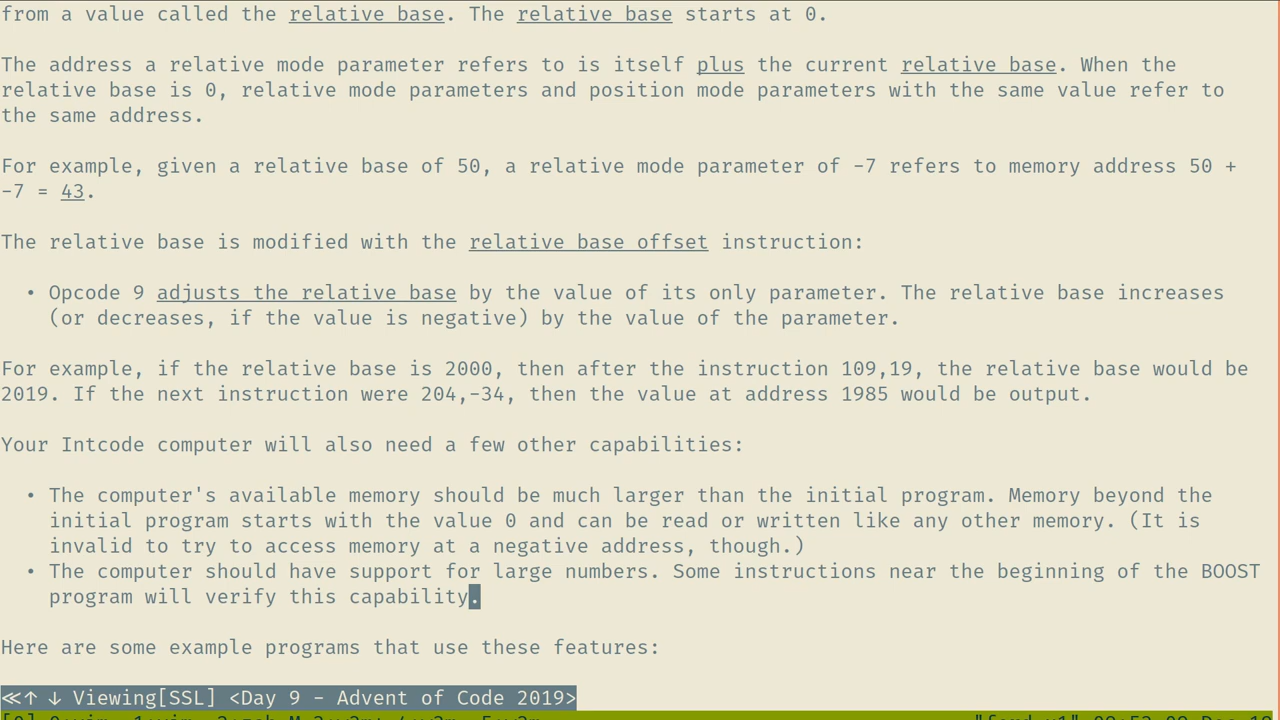 from a value called the relative base. The relative base starts at 0.
The address a relative mode parameter refers to is itself plus the current relative base. When the
relative base is 0, relative mode parameters and position mode parameters with the same value refer to
the same address.
For example, given a relative base of 50, a relative mode parameter of -7 refers to memory address 50 +
-7 = 43.
The relative base is modified with the relative base offset instruction:
• Opcode 9 adjusts the relative base by the value of its only parameter. The relative base increases
(or decreases, if the value is negative) by the value of the parameter.
For example, if the relative base is 2000, then after the instruction 109,19, the relative base would be
2019. If the next instruction were 204,-34, then the value at address 1985 would be output.
Your Intcode computer will also need a few other capabilities:
• The computer's available memory should be much larger than the initial program. Memory beyond the
initial program starts with the value 0 and can be read or written like any other memory. (It is
invalid to try to access memory at a negative address, though.)
• The computer should have support for large numbers. Some instructions near the beginning of the BOOST
program will verify this capability.
Here are some example programs that use these features:
≪↑ ↓ Viewing[SSL] <Day 9 - Advent of Code 2019>